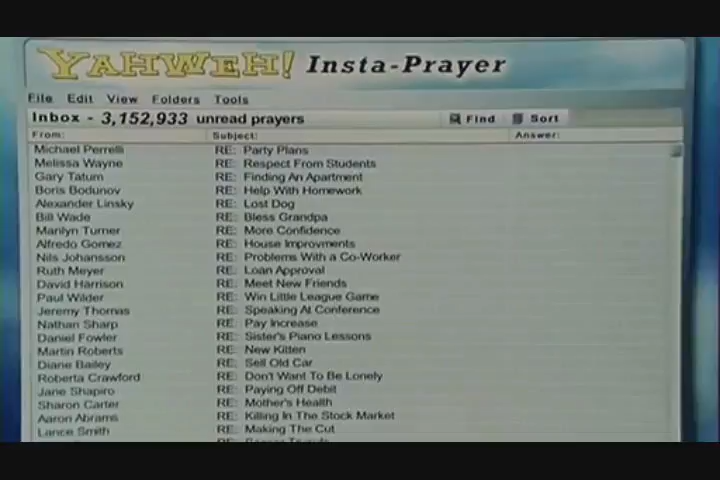 YAHWEH! Insta-Prayer
File Edit View Folders Tools
Inbox - 3,152,933 unread prayers Find Sort
From: Subject: Answer:
Michael Perrelli RE: Party Plans
Melissa Wayne RE: Respect From Students
Gary Tatum RE: Finding An Apartment
Boris Bodunov RE: Help With Homework
Alexander Linsky RE: Lost Dog
Bill Wade RE: Bless Grandpa
Marilyn Turner RE: More Confidence
Alfredo Gomez RE: House Improvments
Nils Johansson RE: Problems With a Co-Worker
Ruth Meyer RE: Loan Approval
David Harrison RE: Meet New Friends
Paul Wilder RE: Win Little League Game
Jeremy Thomas RE: Speaking At Conference
Nathan Sharp RE: Pay Increase
Daniel Fowler RE: Sister's Piano Lessons
Martin Roberts RE: New Kitten
Diane Bailey RE: Sell Old Car
Roberta Crawford RE: Don't Want To Be Lonely
Jane Shapiro RE: Paying Off Debit
Sharon Carter RE: Mother's Health
Aaron Abrams RE: Killing In The Stock Market
Lance Smith RE: Making The Cut